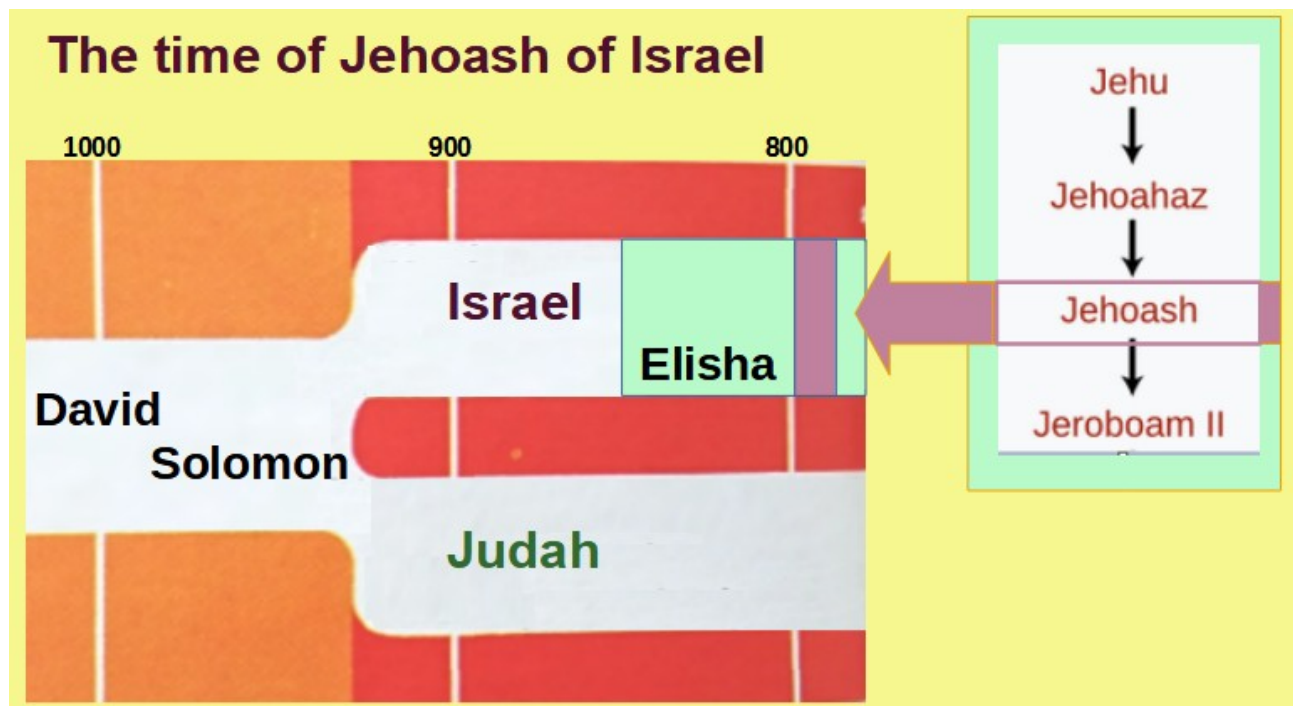 The time of Jehoash of Israel
1000 900 800
Israel
Elisha
David
Solomon
Judah
Jehu
Jehoahaz
Jehoash
Jeroboam II